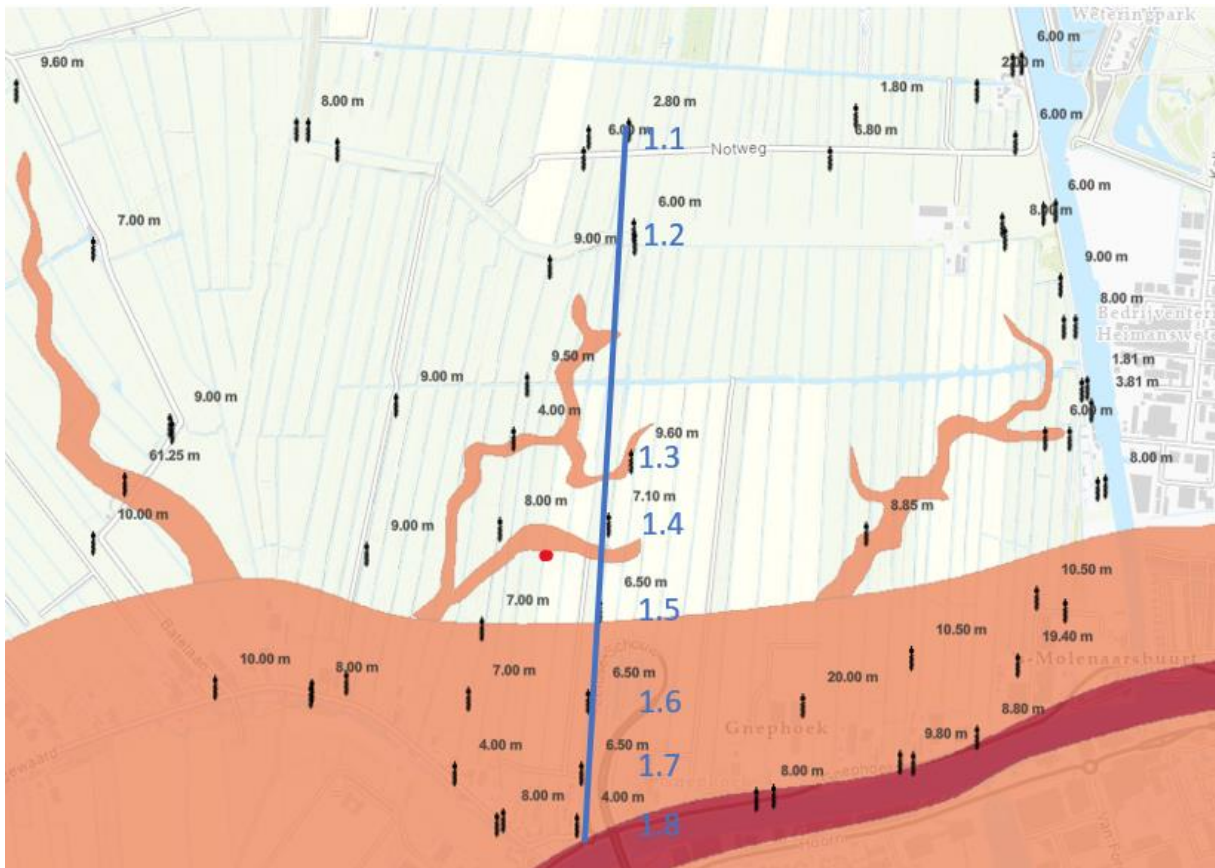 Weteringpark
6.00 m
9.60 m
2.00 m
1.80 m
8.00 m
2.80 m
6.00 m
6.00 m
6.80 m
1.1
Notweg
6.00 m
6.00 m
8.00 m
7.00 m
1.2
9.00 m
9.00 m
8.00 m
Bedrijventerr
Heimanswete
9.50 m
1.81 m
9.00 m
3.81 m
9.00 m
4.00 m
6.00 m
9.60 m
61.25 m
1.3
8.00 m
7.10 m
8.00 m
8.85 m
10.00 m
9.00 m
1.4
10.50 m
6.50 m
7.00 m
1.5
10.50 m
19.40 m
-Molenaarsbuurt
10.00 m
8.00 m
7.00 m
6.50 m
20.00 m
1.6
8.80 m
Gnephoek
9.80 m
4.00 m
6.50 m
1.7
8.00 m
8.00 m
4.00 m
1.8